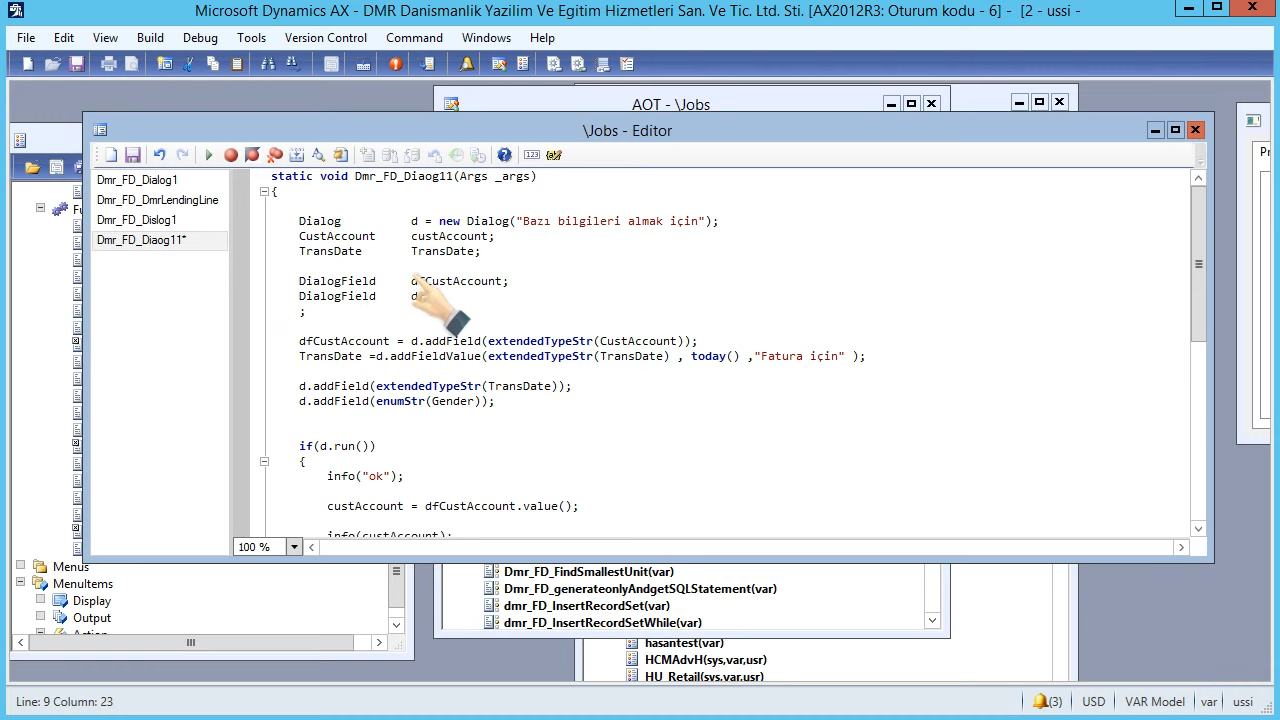 Microsoft Dynamics AX - DMR Danismanlik Yazilim Ve Egitim Hizmetleri San. Ve Tic. Ltd. Sti. [AX2012R3: Oturum kodu - 6] - [2 - ussi -
File Edit View Build Debug Tools Version Control Command Windows Help
AOT - \Jobs
\Jobs - Editor
Dmr_FD_Dialog1
Dmr_FD_DmrLendingLine
Dmr_FD_Dislog1
Dmr_FD_Diaog11*
static void Dmr_FD_Diaog11(Args _args)
{
Dialog d = new Dialog("Bazı bilgileri almak için");
CustAccount custAccount;
TransDate TransDate;
DialogField dfCustAccount;
DialogField
;
dfCustAccount = d.addField(extendedTypeStr(CustAccount));
TransDate =d.addFieldValue(extendedTypeStr(TransDate) , today() ,"Fatura için" );
d.addField(extendedTypeStr(TransDate));
d.addField(enumStr(Gender));
if(d.run())
{
info("ok");
custAccount = dfCustAccount.value();
info(custAccount);
100 %
Menus
MenuItems
Display
Output
Action
Dmr_FD_FindSmallestUnit(var)
Dmr_FD_generateonlyAndgetSQLStatement(var)
dmr_FD_InsertRecordSet(var)
dmr_FD_InsertRecordSetWhile(var)
hasantest(var)
HCMAdvH(sys,var,usr)
HU_Retail(sys,var,usr)
Line: 9 Column: 23
(3) USD VAR Model var ussi